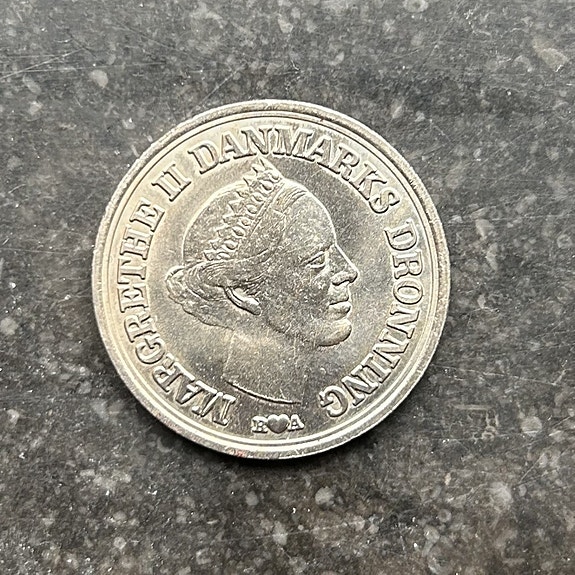 MARGRETHE II DANMARKS DRONNING
R♥A